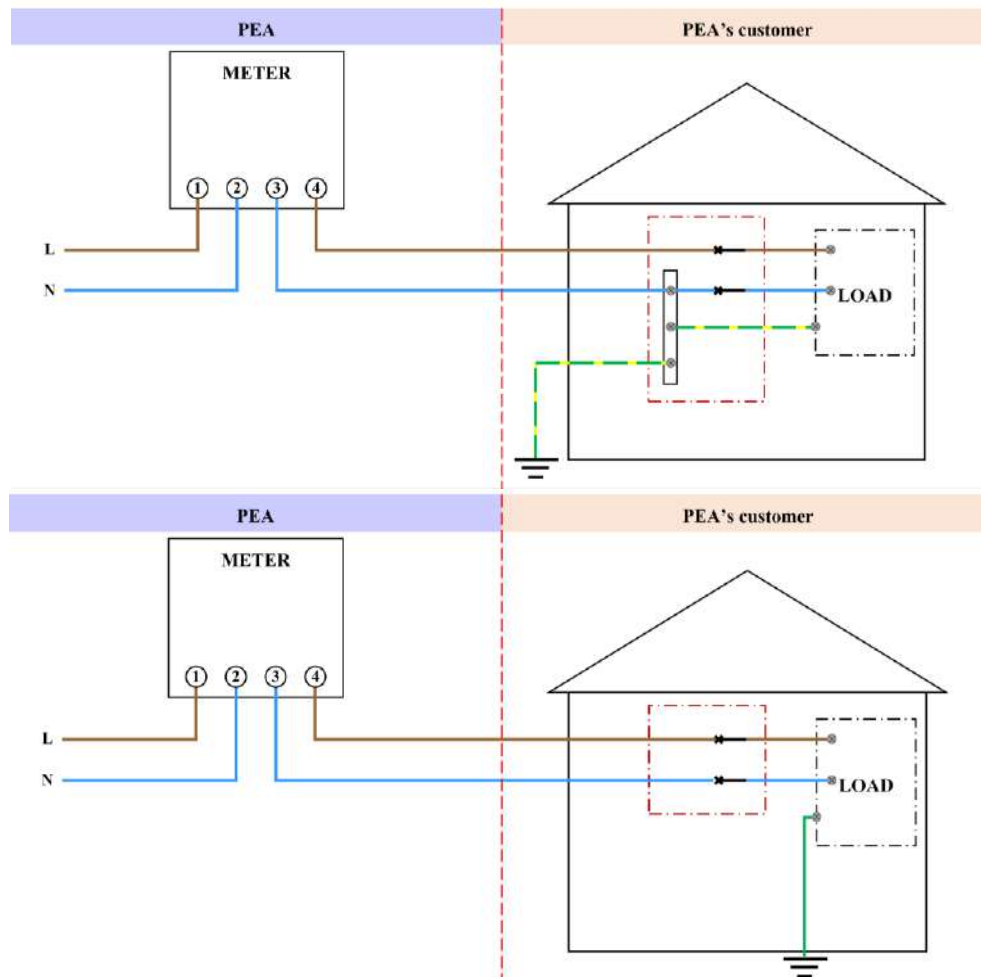 PEA PEA's customer
METER
1 2 3 4
L
N
LOAD
PEA PEA's customer
METER
1 2 3 4
L
N
LOAD